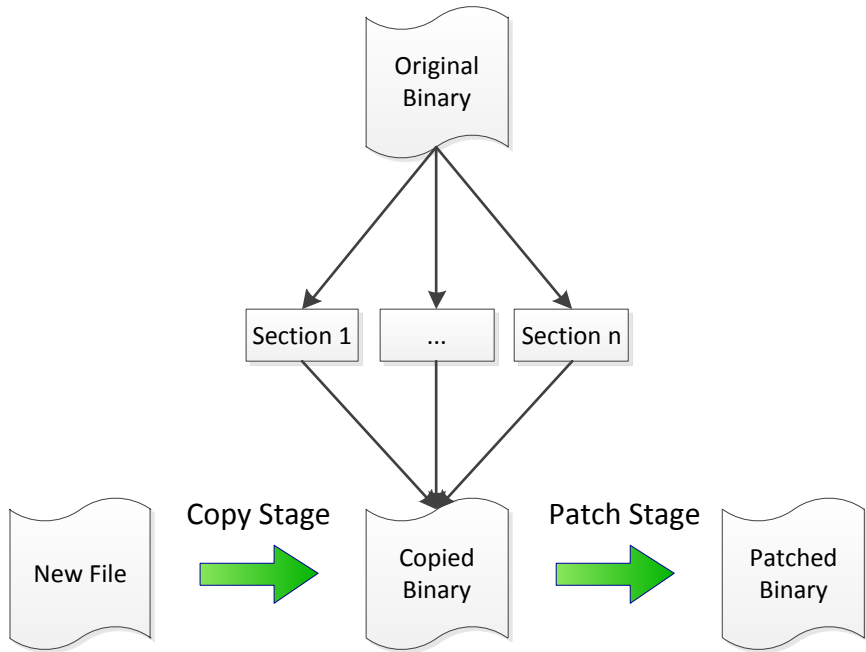 Original
Binary
Section 1
...
Section n
Copy Stage
Patch Stage
New File
Copied
Binary
Patched
Binary